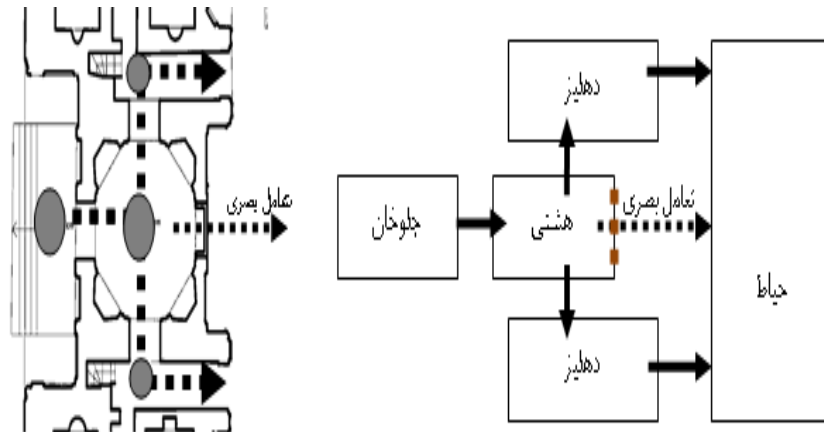 تعامل بصری
دهلیز
جلوخان
هشتی
تعامل بصری
حیاط
دهلیز